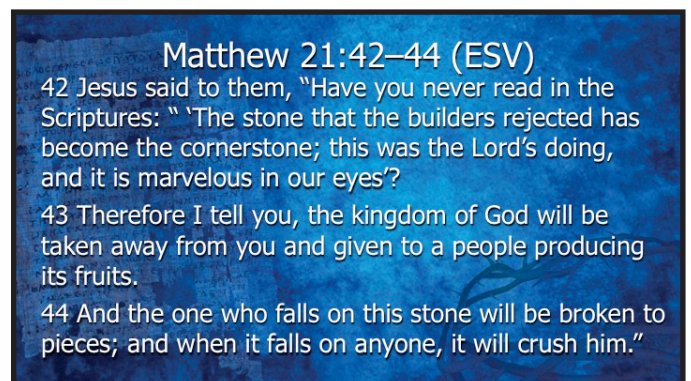 Matthew 21:42–44 (ESV)
42 Jesus said to them, “Have you never read in the
Scriptures: “ ‘The stone that the builders rejected has
become the cornerstone; this was the Lord’s doing,
and it is marvelous in our eyes’?
43 Therefore I tell you, the kingdom of God will be
taken away from you and given to a people producing
its fruits.
44 And the one who falls on this stone will be broken to
pieces; and when it falls on anyone, it will crush him.”